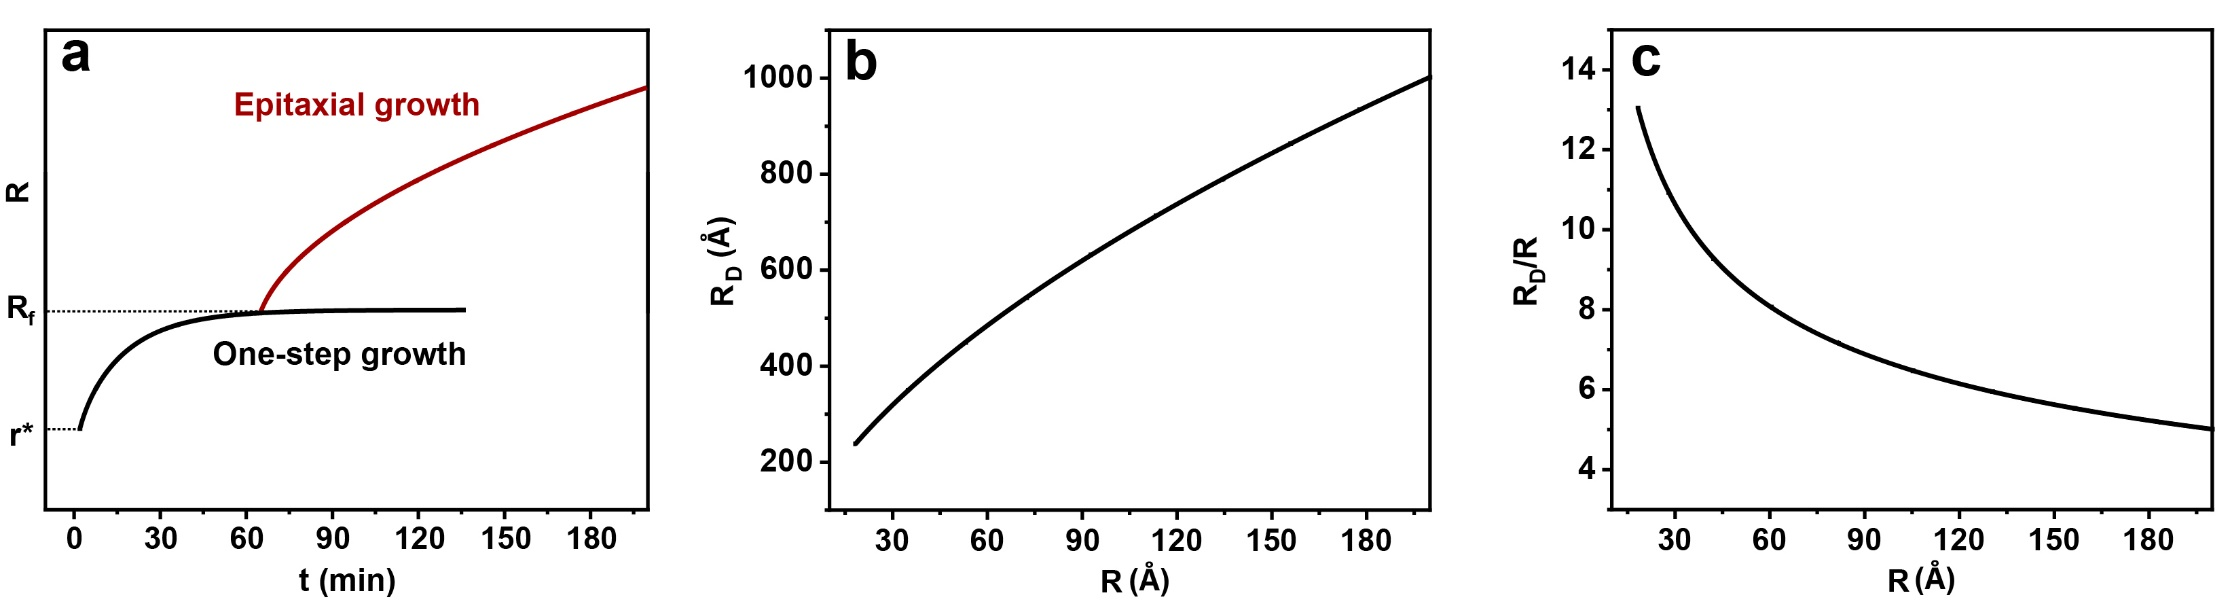 a
Epitaxial growth
One-step growth
R
R_f
r*
0 30 60 90 120 150 180
t (min)
b
1000
800
600
400
200
R_D (Å)
30 60 90 120 150 180
R (Å)
c
14
12
10
8
6
4
R_D/R
30 60 90 120 150 180
R (Å)